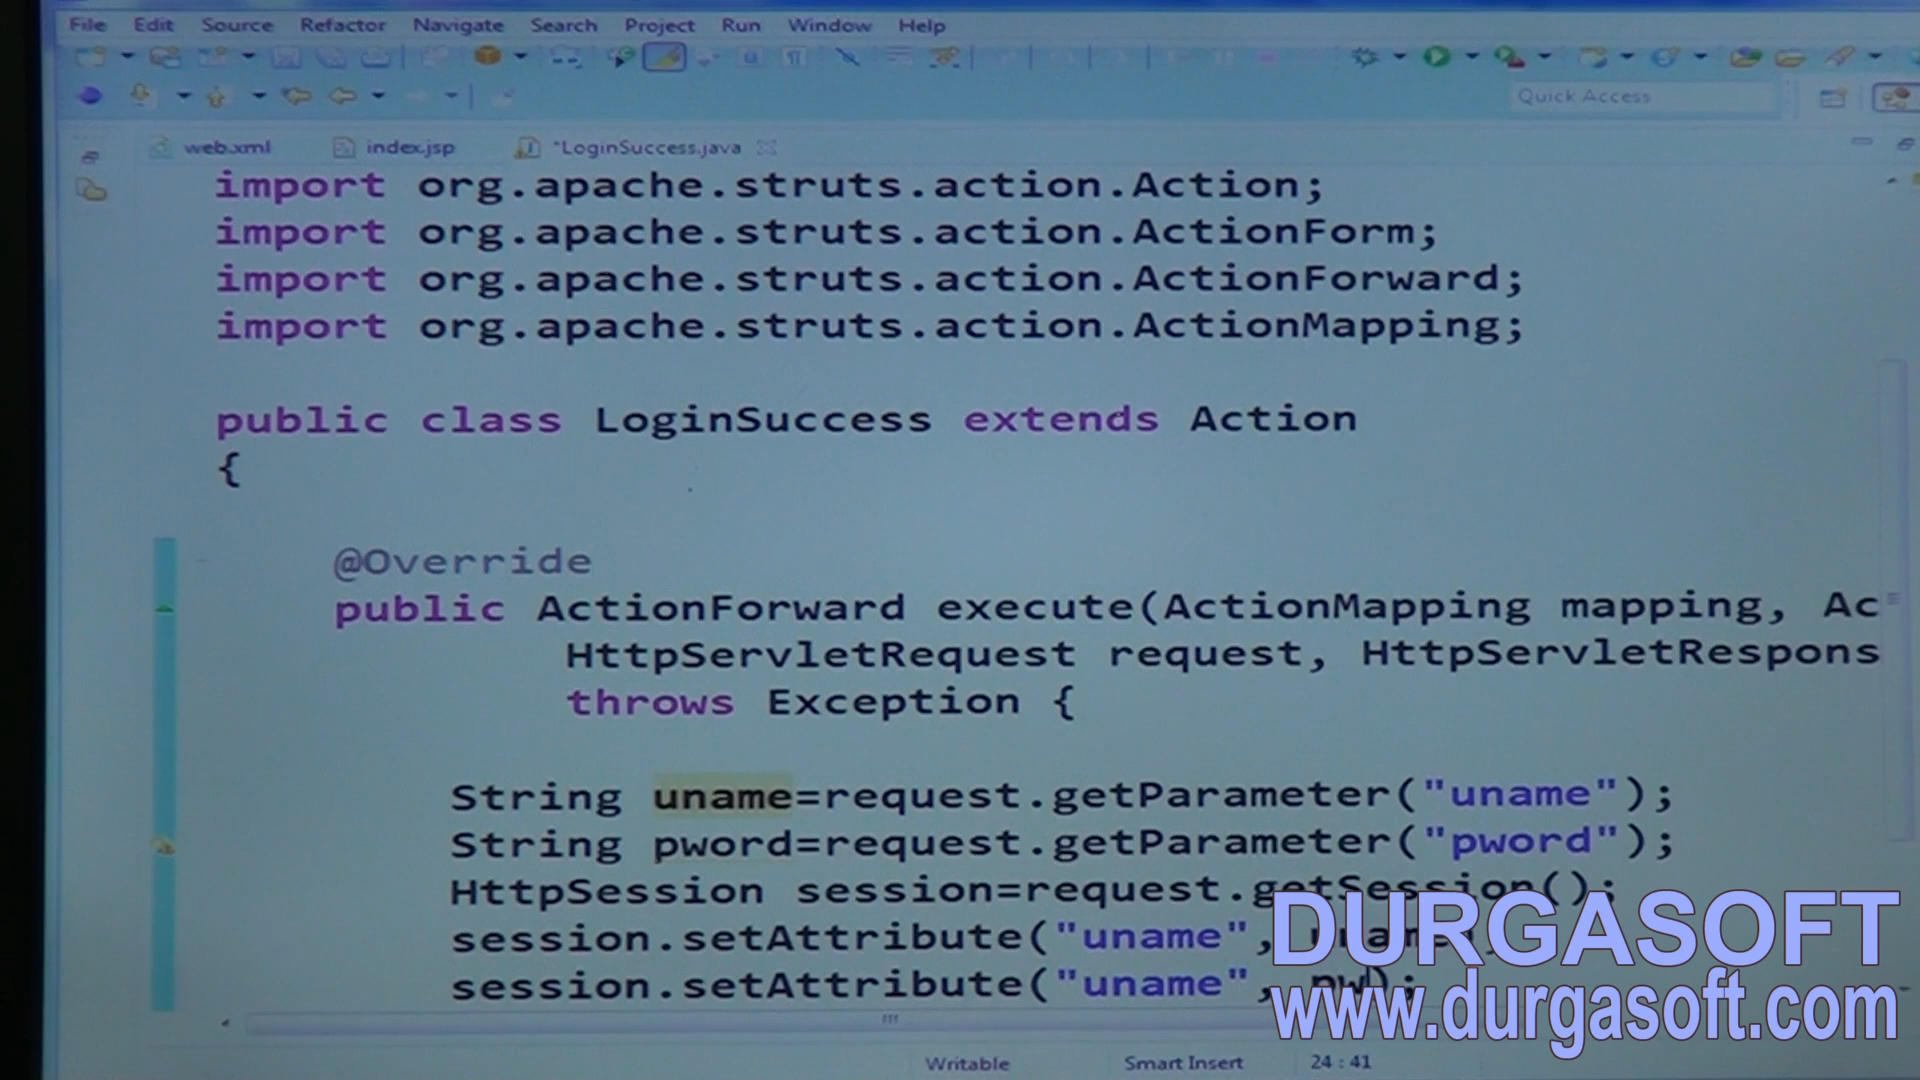 File Edit Source Refactor Navigate Search Project Run Window Help
Quick Access
web.xml index.jsp *LoginSuccess.java
import org.apache.struts.action.Action;
import org.apache.struts.action.ActionForm;
import org.apache.struts.action.ActionForward;
import org.apache.struts.action.ActionMapping;
public class LoginSuccess extends Action
{
@Override
public ActionForward execute(ActionMapping mapping, Ac
HttpServletRequest request, HttpServletRespons
throws Exception {
String uname=request.getParameter("uname");
String pword=request.getParameter("pword");
HttpSession session=request.getSession();
session.setAttribute("uname", uname);
session.setAttribute("uname", pw);
DURGASOFT
www.durgasoft.com
Writable Smart Insert 24 : 41